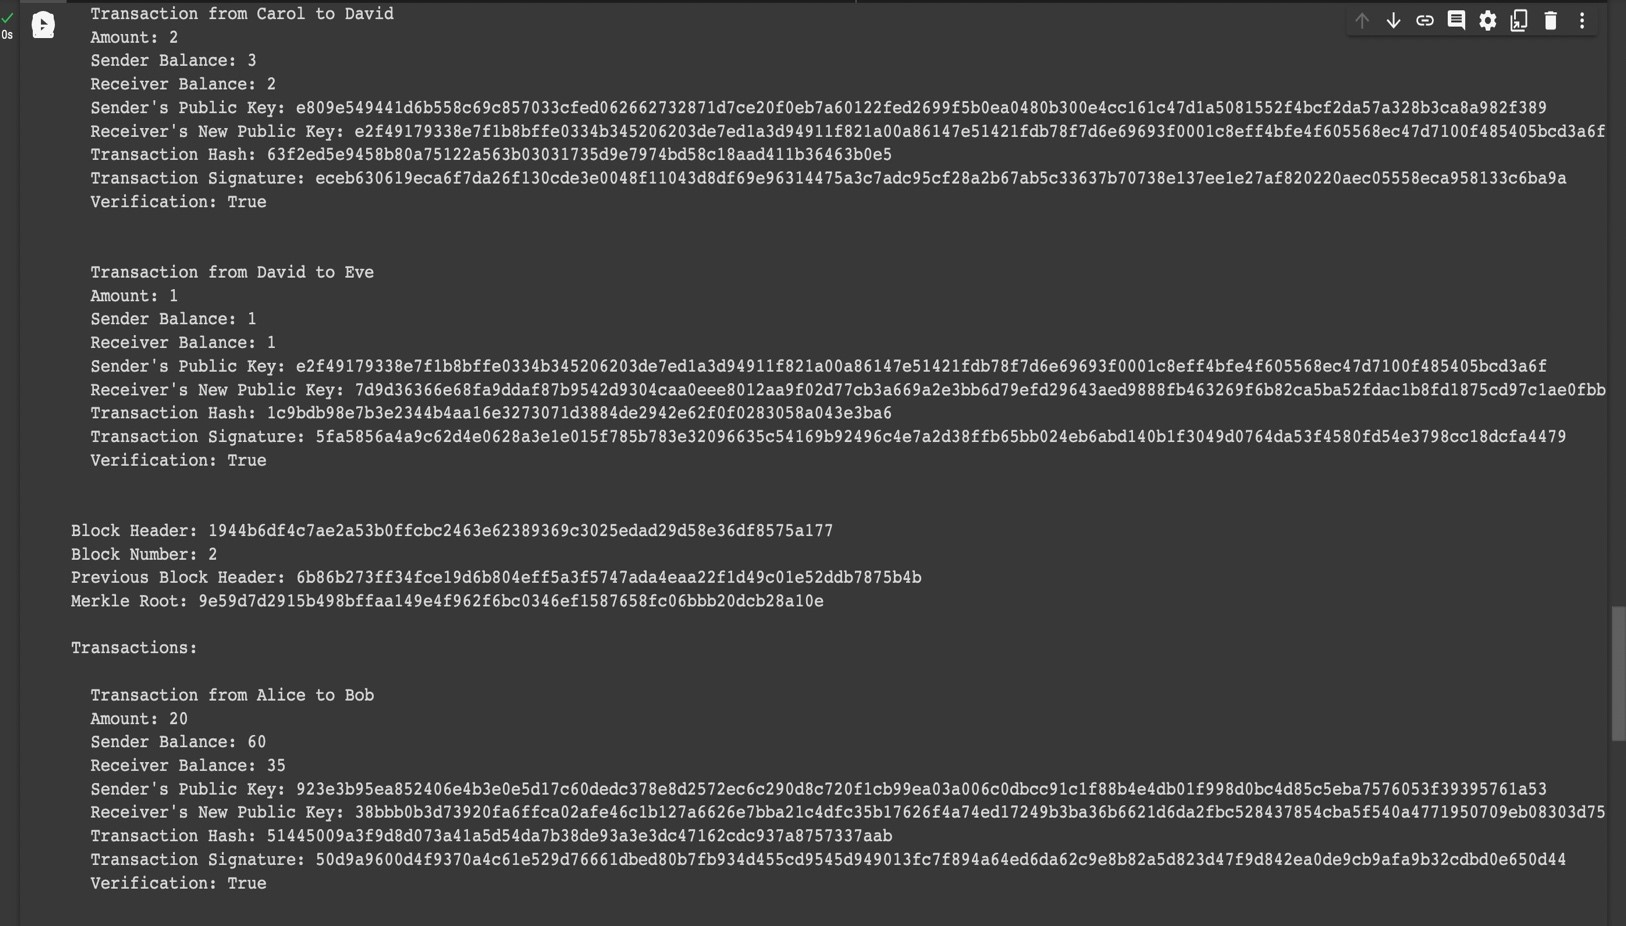 0s
Transaction from Carol to David
Amount: 2
Sender Balance: 3
Receiver Balance: 2
Sender's Public Key: e809e549441d6b558c69c857033cfed062662732871d7ce20f0eb7a60122fed2699f5b0ea0480b300e4cc161c47d1a5081552f4bcf2da57a328b3ca8a982f389
Receiver's New Public Key: e2f49179338e7f1b8bffe0334b345206203de7ed1a3d94911f821a00a86147e51421fdb78f7d6e69693f0001c8eff4bfe4f605568ec47d7100f485405bcd3a6f
Transaction Hash: 63f2ed5e9458b80a75122a563b03031735d9e7974bd58c18aad411b36463b0e5
Transaction Signature: eceb630619eca6f7da26f130cde3e0048f11043d8df69e96314475a3c7adc95cf28a2b67ab5c33637b70738e137ee1e27af820220aec05558eca958133c6ba9a
Verification: True
Transaction from David to Eve
Amount: 1
Sender Balance: 1
Receiver Balance: 1
Sender's Public Key: e2f49179338e7f1b8bffe0334b345206203de7ed1a3d94911f821a00a86147e51421fdb78f7d6e69693f0001c8eff4bfe4f605568ec47d7100f485405bcd3a6f
Receiver's New Public Key: 7d9d36366e68fa9ddaf87b9542d9304caa0eee8012aa9f02d77cb3a669a2e3bb6d79efd29643aed9888fb463269f6b82ca5ba52fdac1b8fd1875cd97c1ae0fbb
Transaction Hash: 1c9bdb98e7b3e2344b4aa16e3273071d3884de2942e62f0f0283058a043e3ba6
Transaction Signature: 5fa5856a4a9c62d4e0628a3e1e015f785b783e32096635c54169b92496c4e7a2d38ffb65bb024eb6abd140b1f3049d0764da53f4580fd54e3798cc18dcfa4479
Verification: True
Block Header: 1944b6df4c7ae2a53b0ffcbc2463e62389369c3025edad29d58e36df8575a177
Block Number: 2
Previous Block Header: 6b86b273ff34fce19d6b804eff5a3f5747ada4eaa22f1d49c01e52ddb7875b4b
Merkle Root: 9e59d7d2915b498bffaa149e4f962f6bc0346ef1587658fc06bbb20dcb28a10e
Transactions:
Transaction from Alice to Bob
Amount: 20
Sender Balance: 60
Receiver Balance: 35
Sender's Public Key: 923e3b95ea852406e4b3e0e5d17c60dedc378e8d2572ec6c290d8c720f1cb99ea03a006c0dbcc91c1f88b4e4db01f998d0bc4d85c5eba7576053f39395761a53
Receiver's New Public Key: 38bbb0b3d73920fa6ffca02afe46c1b127a6626e7bba21c4dfc35b17626f4a74ed17249b3ba36b6621d6da2fbc528437854cba5f540a4771950709eb08303d75
Transaction Hash: 51445009a3f9d8d073a41a5d54da7b38de93a3e3dc47162cdc937a8757337aab
Transaction Signature: 50d9a9600d4f9370a4c61e529d76661dbed80b7fb934d455cd9545d949013fc7f894a64ed6da62c9e8b82a5d823d47f9d842ea0de9cb9afa9b32cdbd0e650d44
Verification: True